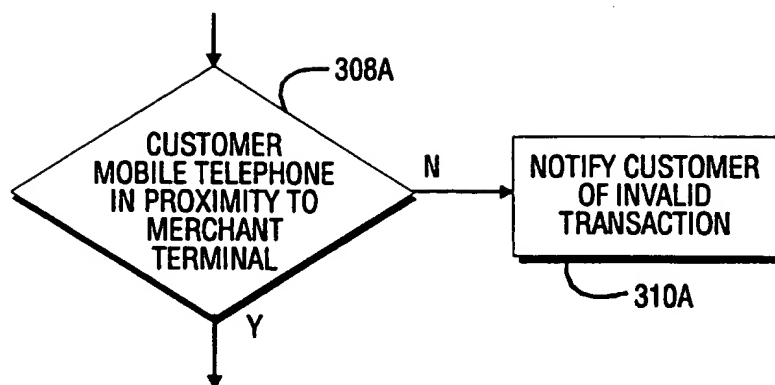 308A
CUSTOMER
MOBILE TELEPHONE
IN PROXIMITY TO
MERCHANT
TERMINAL
N
NOTIFY CUSTOMER
OF INVALID
TRANSACTION
310A
Y